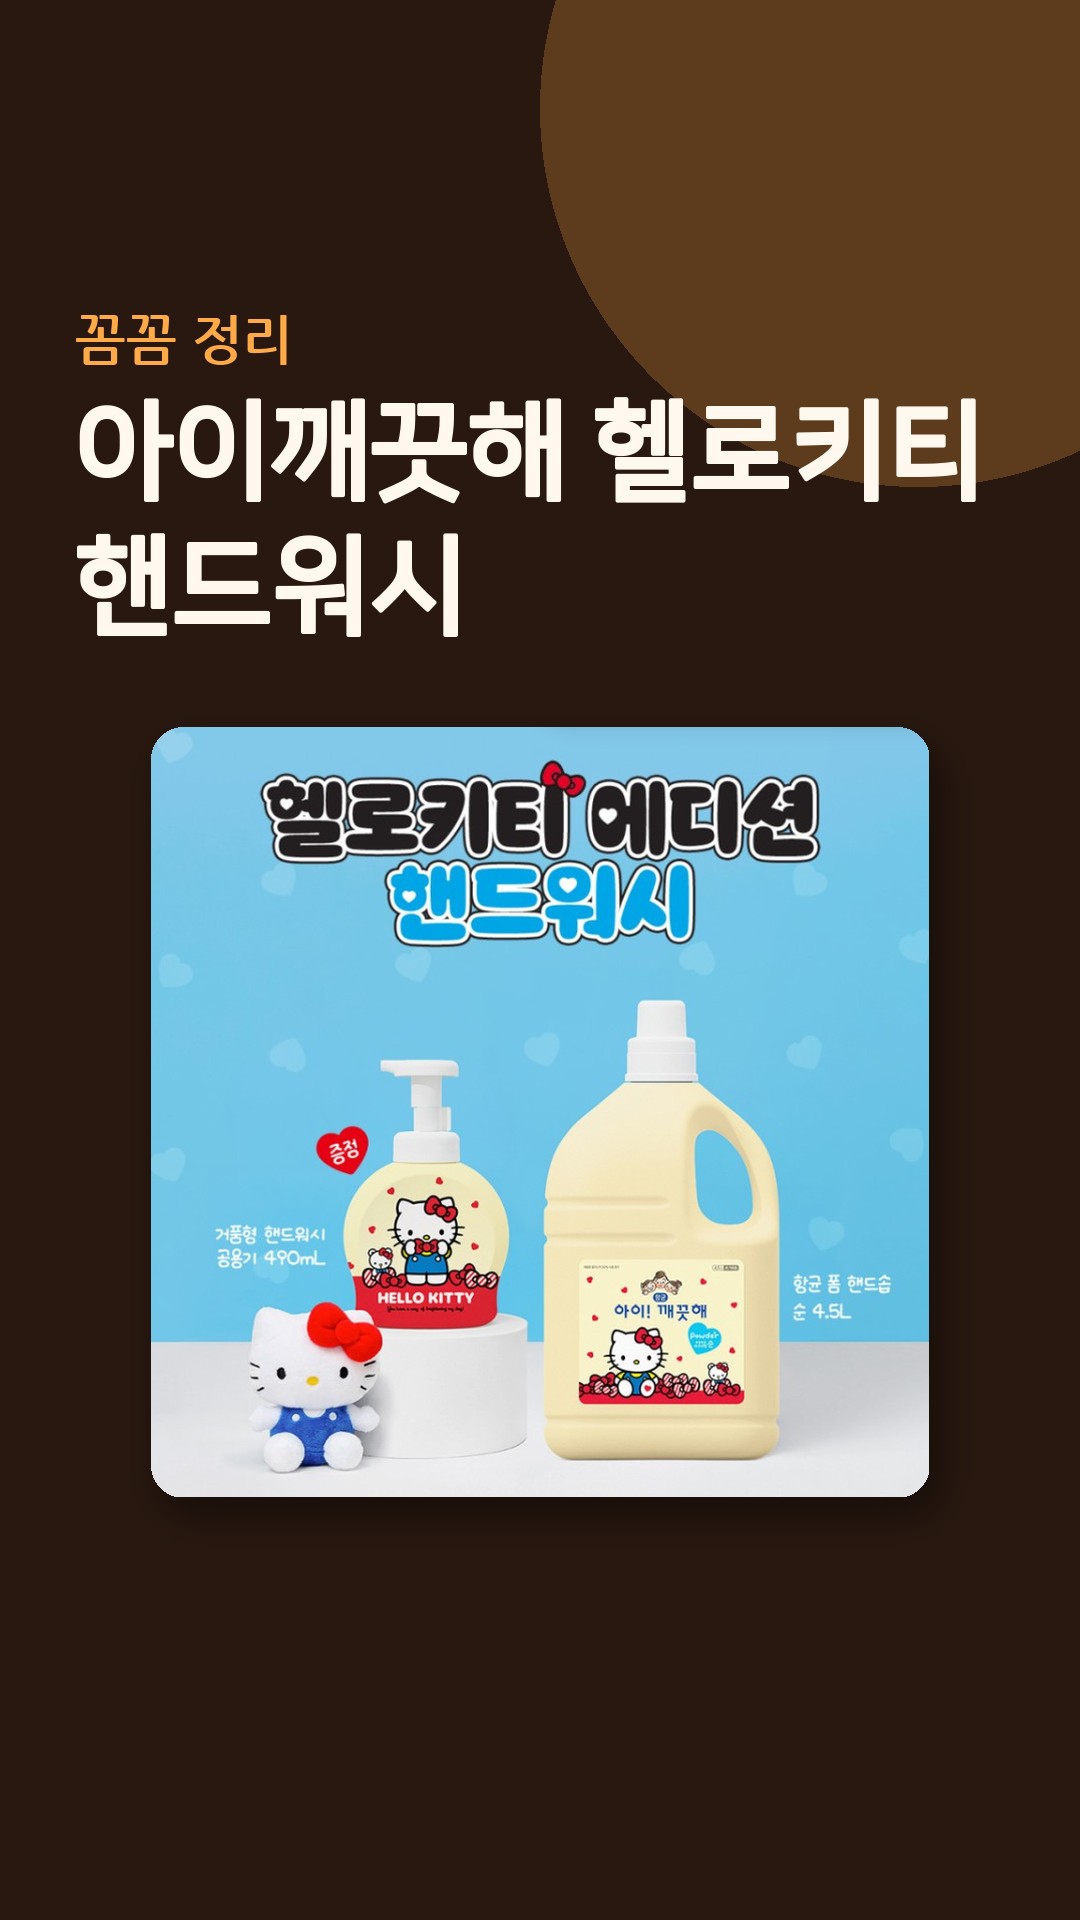 꼼꼼 정리
아이깨끗해 헬로키티
핸드워시
헬로키티 에디션
핸드워시
증정
거품형 핸드워시
공용기 490mL
HELLO KITTY
항균 폼 핸드솝
순 4.5L
항균
아이! 깨끗해
Powder